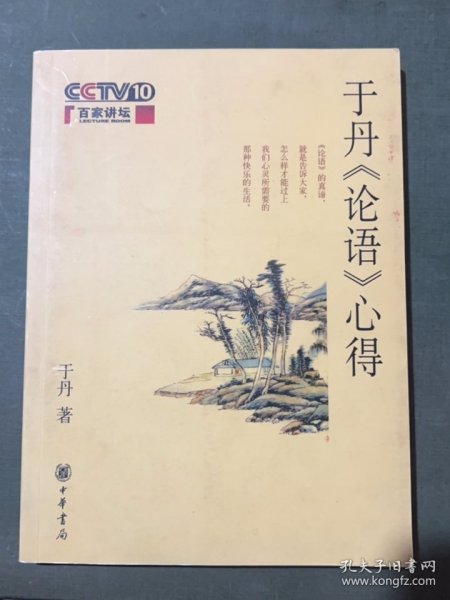 CCTV10
百家讲坛
LECTURE ROOM
于丹《论语》心得
《论语》的真谛，
就是告诉大家，
怎么样才能过上
我们心灵所需要的
那种快乐的生活。
于丹 著
中華書局
孔夫子旧书网
www.kongfz.com